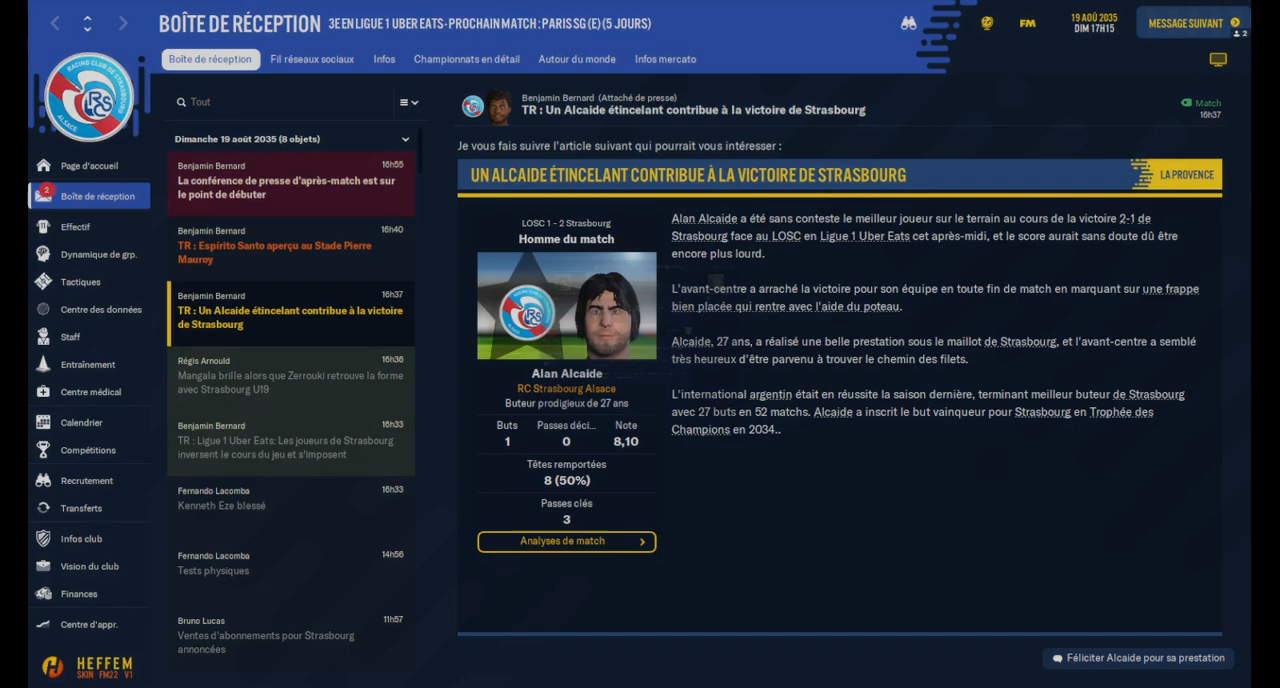 BOÎTE DE RÉCEPTION
3E EN LIGUE 1 UBER EATS - PROCHAIN MATCH : PARIS SG (E) (5 JOURS)
FM
19 AOÛ 2035
DIM 17H15
MESSAGE SUIVANT
2
Boîte de réception
Fil réseaux sociaux
Infos
Championnats en détail
Autour du monde
Infos mercato
RACING CLUB DE STRASBOURG
RCS
ALSACE
Page d'accueil
2
Boîte de réception
Effectif
Dynamique de grp.
Tactiques
Centre des données
Staff
Entraînement
Centre médical
Calendrier
Compétitions
Recrutement
Transferts
Infos club
Vision du club
Finances
Centre d'appr.
HEFFEM
SKIN FM22 V1
Tout
Dimanche 19 août 2035 (8 objets)
Benjamin Bernard
16h55
La conférence de presse d'après-match est sur
le point de débuter
Benjamin Bernard
16h40
TR : Espírito Santo aperçu au Stade Pierre
Mauroy
Benjamin Bernard
16h37
TR : Un Alcaide étincelant contribue à la victoire
de Strasbourg
Régis Arnould
16h36
Mangala brille alors que Zerrouki retrouve la forme
avec Strasbourg U19
Benjamin Bernard
16h33
TR : Ligue 1 Uber Eats: Les joueurs de Strasbourg
inversent le cours du jeu et s'imposent
Fernando Lacomba
16h33
Kenneth Eze blessé
Fernando Lacomba
14h56
Tests physiques
Bruno Lucas
11h57
Ventes d'abonnements pour Strasbourg
annoncées
Benjamin Bernard (Attaché de presse)
TR : Un Alcaide étincelant contribue à la victoire de Strasbourg
Match
16h37
Je vous fais suivre l'article suivant qui pourrait vous intéresser :
UN ALCAIDE ÉTINCELANT CONTRIBUE À LA VICTOIRE DE STRASBOURG
LA PROVENCE
LOSC 1 - 2 Strasbourg
Homme du match
Alan Alcaide
RC Strasbourg Alsace
Buteur prodigieux de 27 ans
Buts
Passes déci...
Note
1
0
8,10
Têtes remportées
8 (50%)
Passes clés
3
Analyses de match
Alan Alcaide a été sans conteste le meilleur joueur sur le terrain au cours de la victoire 2-1 de
Strasbourg face au LOSC en Ligue 1 Uber Eats cet après-midi, et le score aurait sans doute dû être
encore plus lourd.
L'avant-centre a arraché la victoire pour son équipe en toute fin de match en marquant sur une frappe
bien placée qui rentre avec l'aide du poteau.
Alcaide, 27 ans, a réalisé une belle prestation sous le maillot de Strasbourg, et l'avant-centre a semblé
très heureux d'être parvenu à trouver le chemin des filets.
L'international argentin était en réussite la saison dernière, terminant meilleur buteur de Strasbourg
avec 27 buts en 52 matchs. Alcaide a inscrit le but vainqueur pour Strasbourg en Trophée des
Champions en 2034..
Féliciter Alcaide pour sa prestation